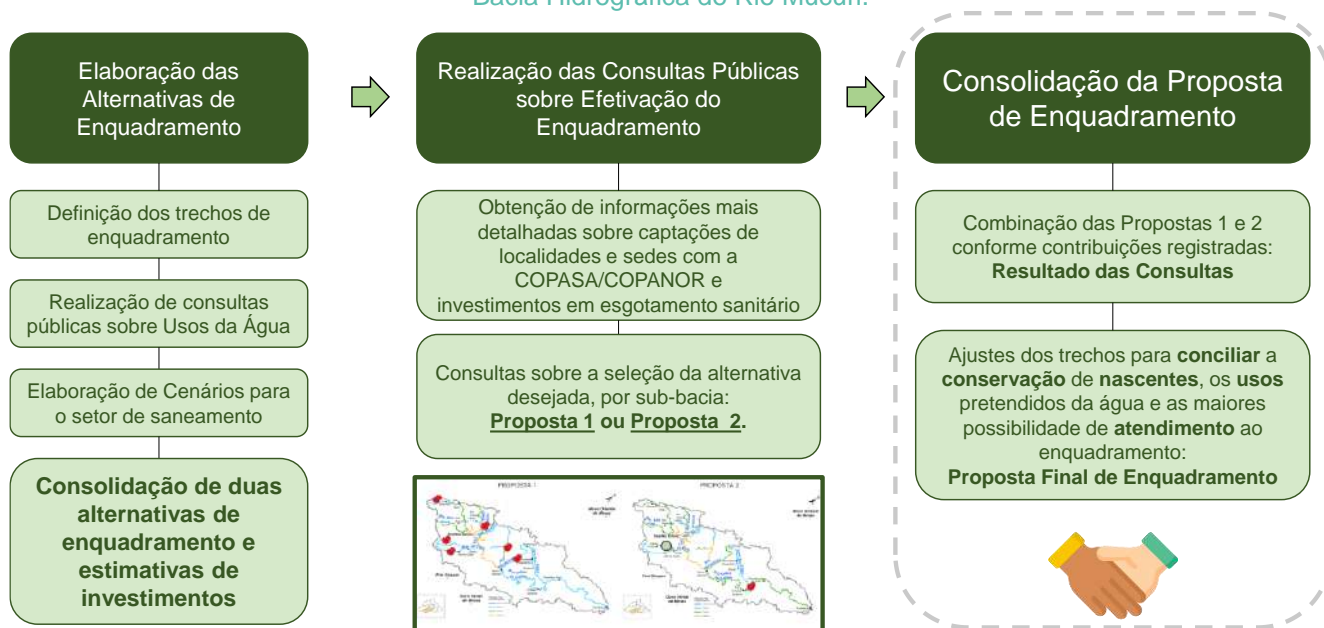 Bacia Hidrográfica do Rio Mucuri.
Elaboração das
Alternativas de
Enquadramento
Definição dos trechos de
enquadramento
Realização de consultas
públicas sobre Usos da Água
Elaboração de Cenários para
o setor de saneamento
Consolidação de duas
alternativas de
enquadramento e
estimativas de
investimentos
Realização das Consultas Públicas
sobre Efetivação do
Enquadramento
Obtenção de informações mais
detalhadas sobre captações de
localidades e sedes com a
COPASA/COPANOR e
investimentos em esgotamento sanitário
Consultas sobre a seleção da alternativa
desejada, por sub-bacia:
Proposta 1 ou Proposta 2.
PROPOSTA 1
PROPOSTA 2
Consolidação da Proposta
de Enquadramento
Combinação das Propostas 1 e 2
conforme contribuições registradas:
Resultado das Consultas
Ajustes dos trechos para conciliar a
conservação de nascentes, os usos
pretendidos da água e as maiores
possibilidade de atendimento ao
enquadramento:
Proposta Final de Enquadramento